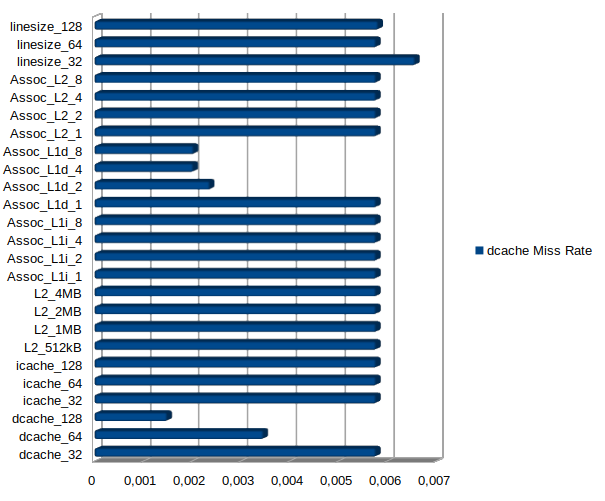 linesize_128
linesize_64
linesize_32
Assoc_L2_8
Assoc_L2_4
Assoc_L2_2
Assoc_L2_1
Assoc_L1d_8
Assoc_L1d_4
Assoc_L1d_2
Assoc_L1d_1
Assoc_L1i_8
Assoc_L1i_4
Assoc_L1i_2
Assoc_L1i_1
L2_4MB
L2_2MB
L2_1MB
L2_512kB
icache_128
icache_64
icache_32
dcache_128
dcache_64
dcache_32
0 0,001 0,002 0,003 0,004 0,005 0,006 0,007
dcache Miss Rate